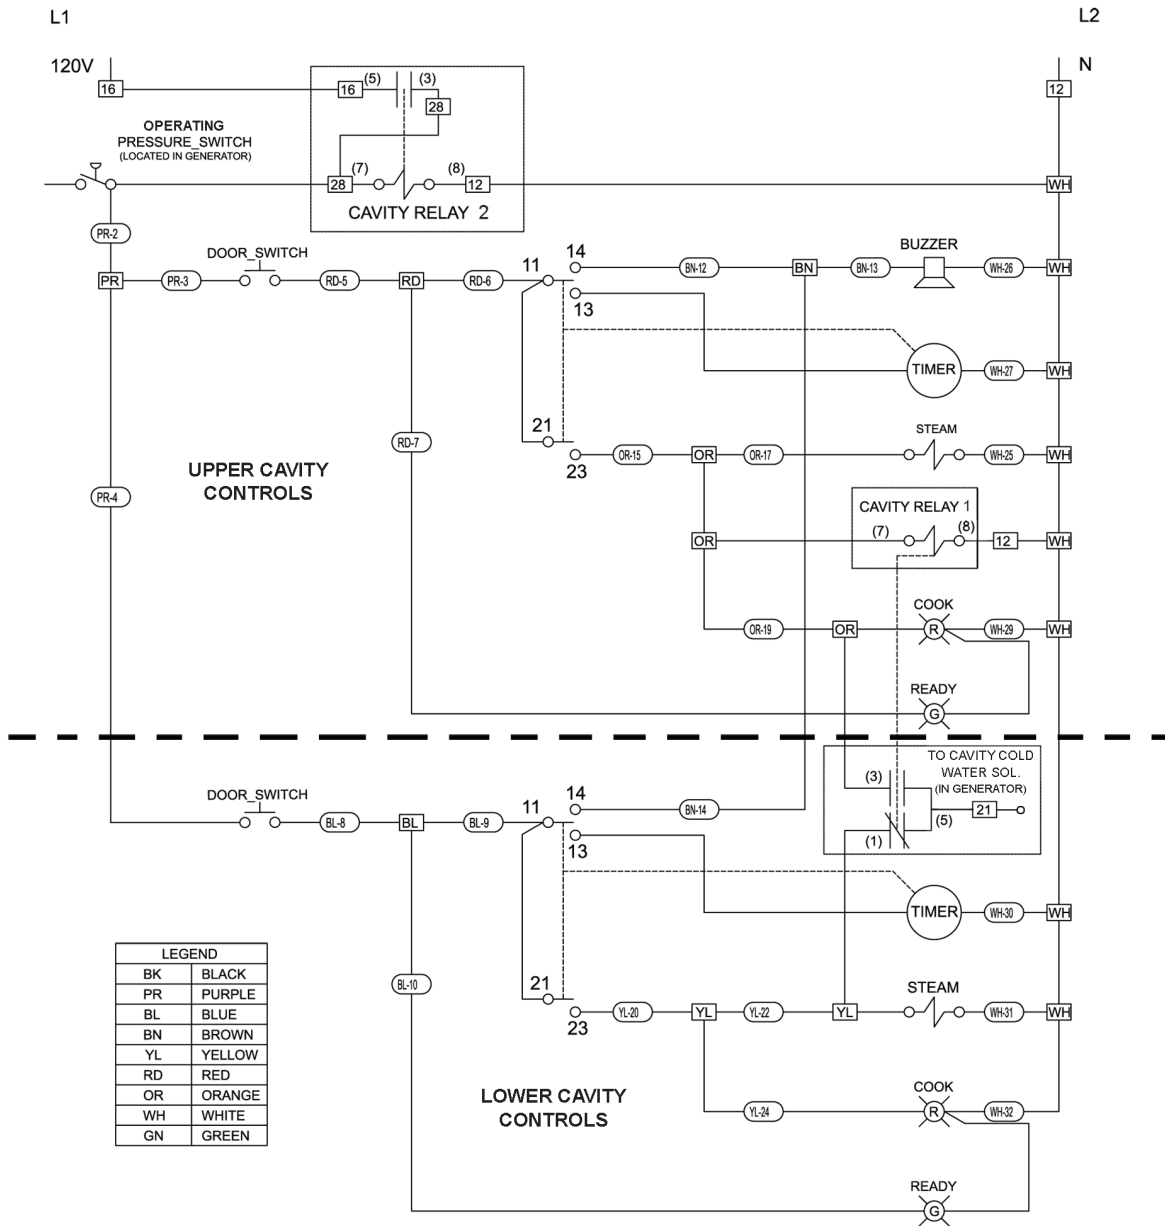 L1
L2
120V
N
16
16
(5)
(3)
28
12
OPERATING
PRESSURE_SWITCH
(LOCATED IN GENERATOR)
28
(7)
(8)
12
WH
CAVITY RELAY 2
PR-2
DOOR_SWITCH
PR
PR-3
RD-5
RD
RD-6
11
14
13
BN-12
BN
BN-13
BUZZER
WH-26
WH
TIMER
WH-27
WH
RD-7
21
23
OR-15
OR
OR-17
STEAM
WH-25
WH
UPPER CAVITY
CONTROLS
PR-4
CAVITY RELAY 1
OR
(7)
(8)
12
WH
COOK
OR-19
OR
R
WH-29
WH
READY
G
TO CAVITY COLD
WATER SOL.
(IN GENERATOR)
(3)
21
(5)
(1)
DOOR_SWITCH
BL-8
BL
BL-9
11
14
13
BN-14
TIMER
WH-30
WH
BL-10
21
23
YL-20
YL
YL-22
YL
STEAM
WH-31
WH
LEGEND
BK BLACK
PR PURPLE
BL BLUE
BN BROWN
YL YELLOW
RD RED
OR ORANGE
WH WHITE
GN GREEN
LOWER CAVITY
CONTROLS
COOK
YL-24
R
WH-32
READY
G